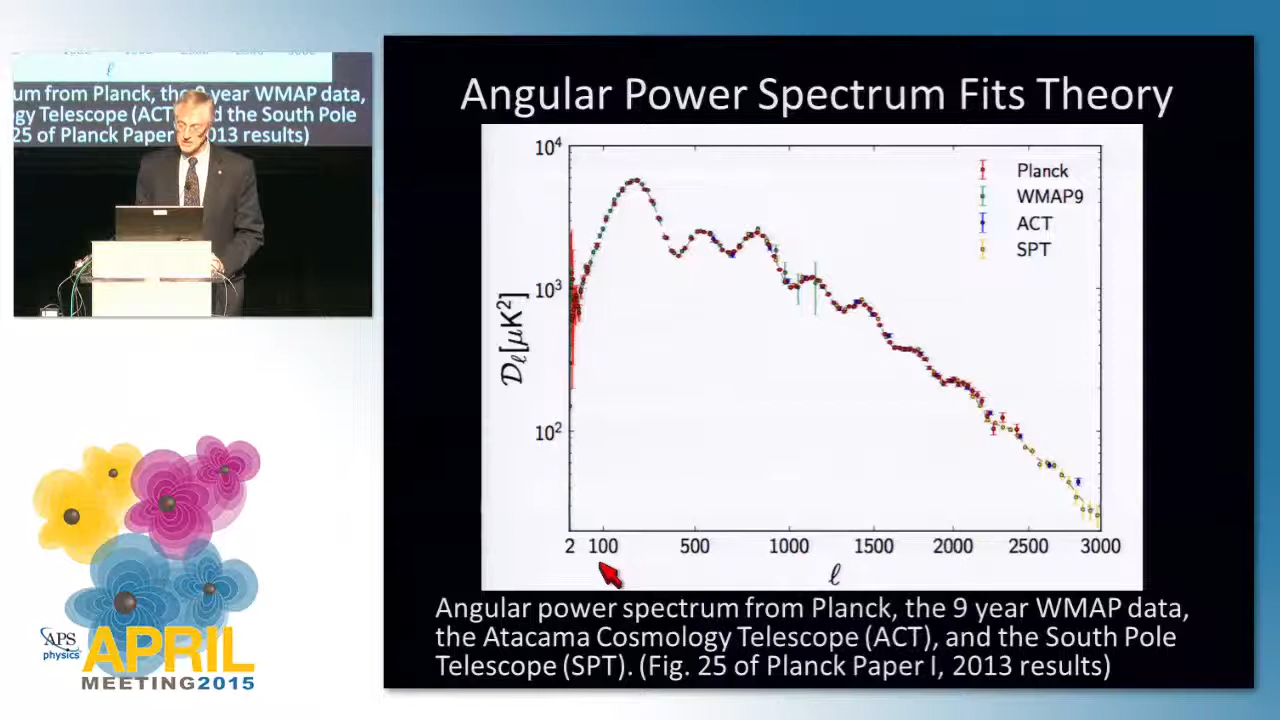 um from Planck, the 9 year WMAP data,
gy Telescope (ACT) and the South Pole
25 of Planck Paper 2013 results)
Angular Power Spectrum Fits Theory
10⁴
10³
10²
𝒟ℓ[μK²]
Planck
WMAP9
ACT
SPT
2 100 500 1000 1500 2000 2500 3000
ℓ
Angular power spectrum from Planck, the 9 year WMAP data,
the Atacama Cosmology Telescope (ACT), and the South Pole
Telescope (SPT). (Fig. 25 of Planck Paper I, 2013 results)
APS
physics
APRIL
MEETING2015